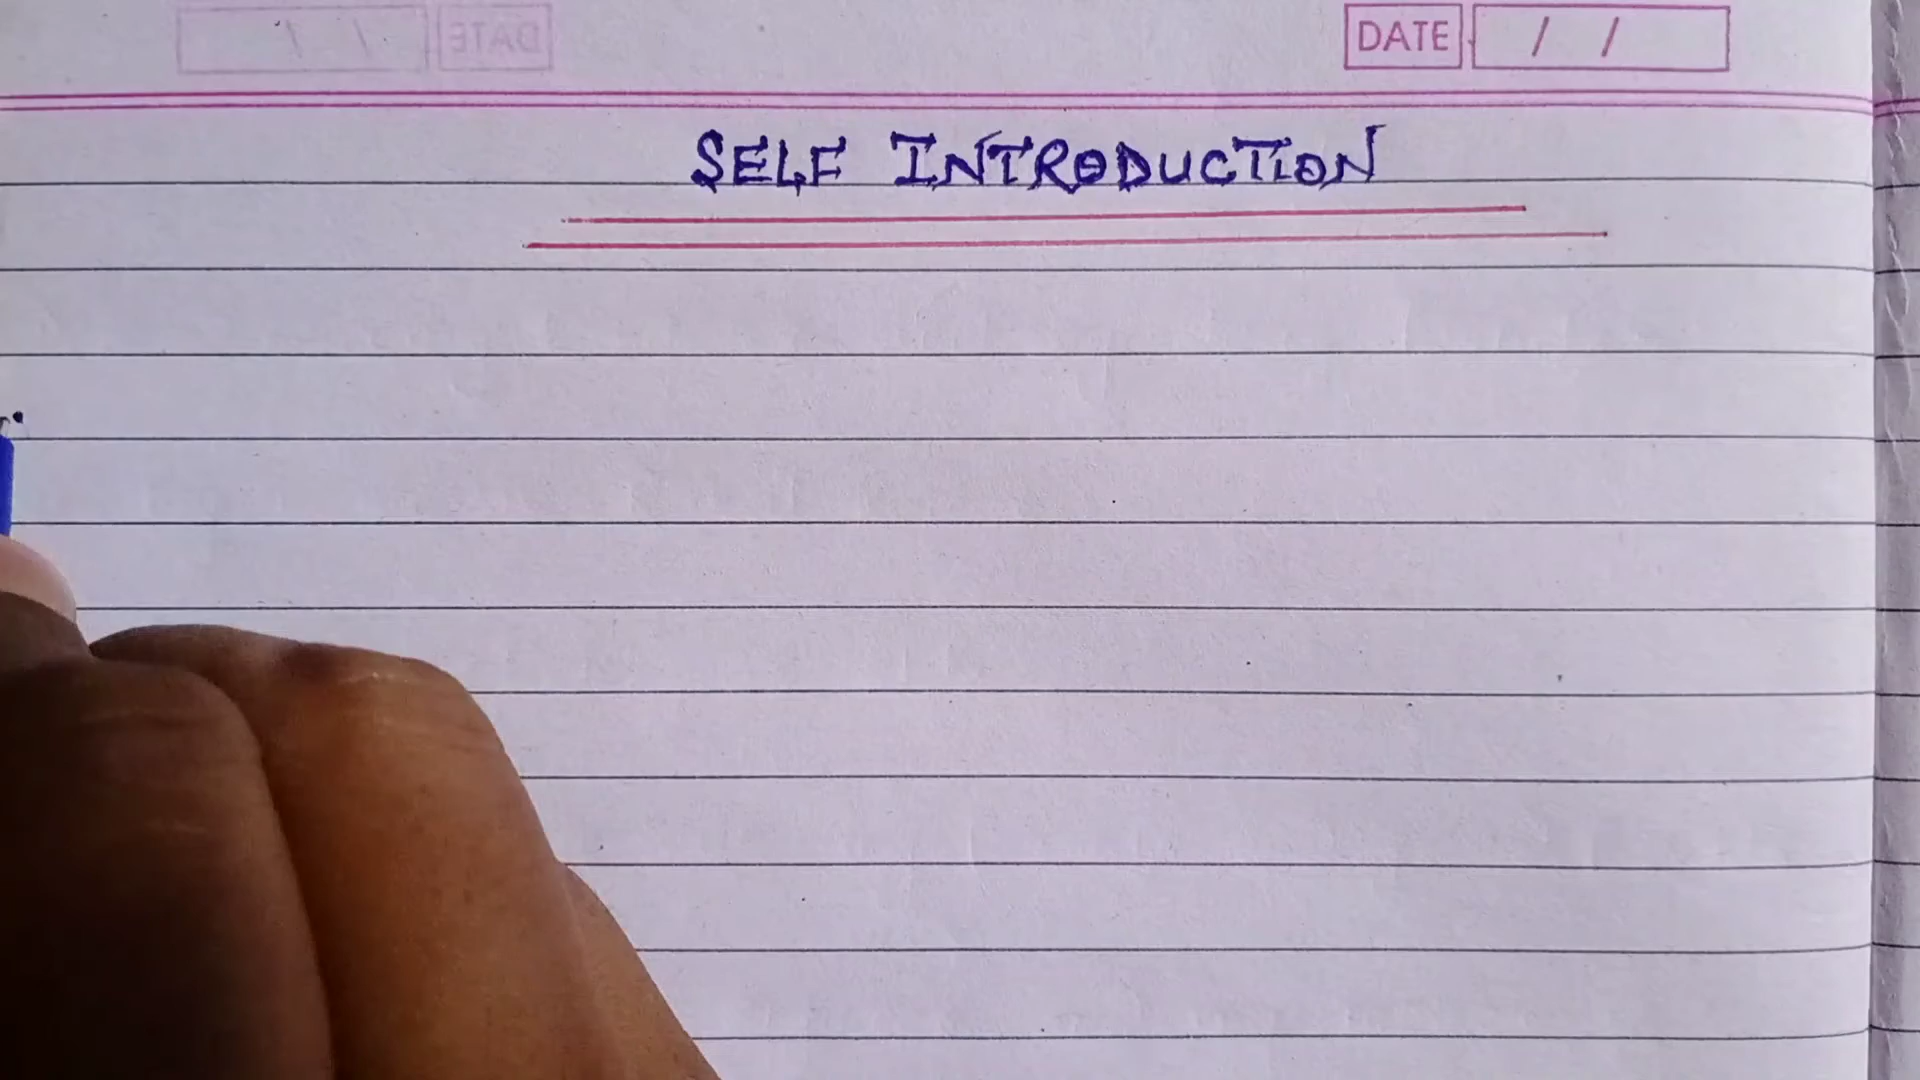 DATE / /
SELF INTRODUCTION